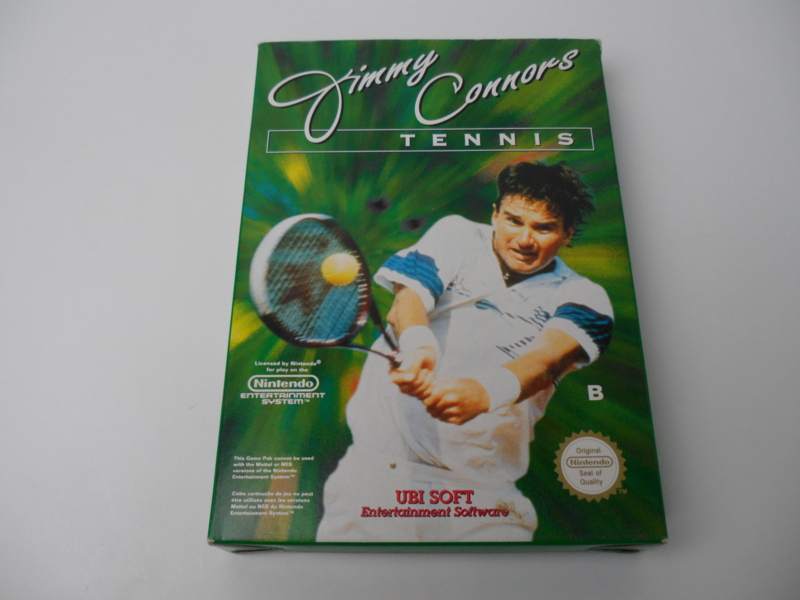 Jimmy
Connors
TENNIS
Licensed by Nintendo®
for play on the
Nintendo
ENTERTAINMENT
SYSTEM™
B
This Game Pak cannot be used
with the Mattel or NES
versions of the Nintendo
Entertainment System™
Cette cartouche de jeu ne peut
être utilisée avec les versions
Mattel ou NES du Nintendo
Entertainment System™
Original
Nintendo
Seal of
Quality
TM
UBI SOFT
Entertainment Software